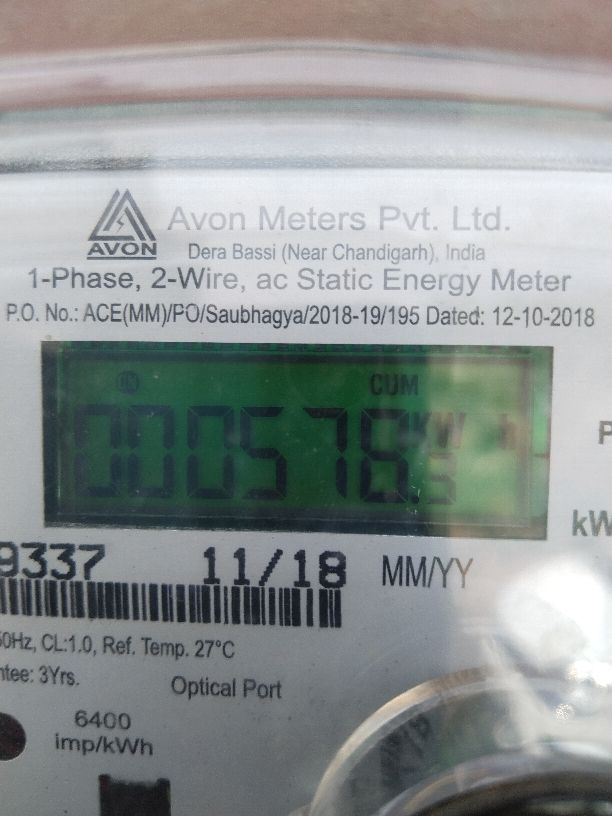 Avon Meters Pvt. Ltd.
AVON
Dera Bassi (Near Chandigarh), India
1-Phase, 2-Wire, ac Static Energy Meter
P.O. No.: ACE(MM)/PO/Saubhagya/2018-19/195 Dated: 12-10-2018
CUM
000578.5 KW h
P
kW
9337 11/18 MM/YY
50Hz, CL:1.0, Ref. Temp. 27°C
ntee: 3Yrs.
Optical Port
6400
imp/kWh